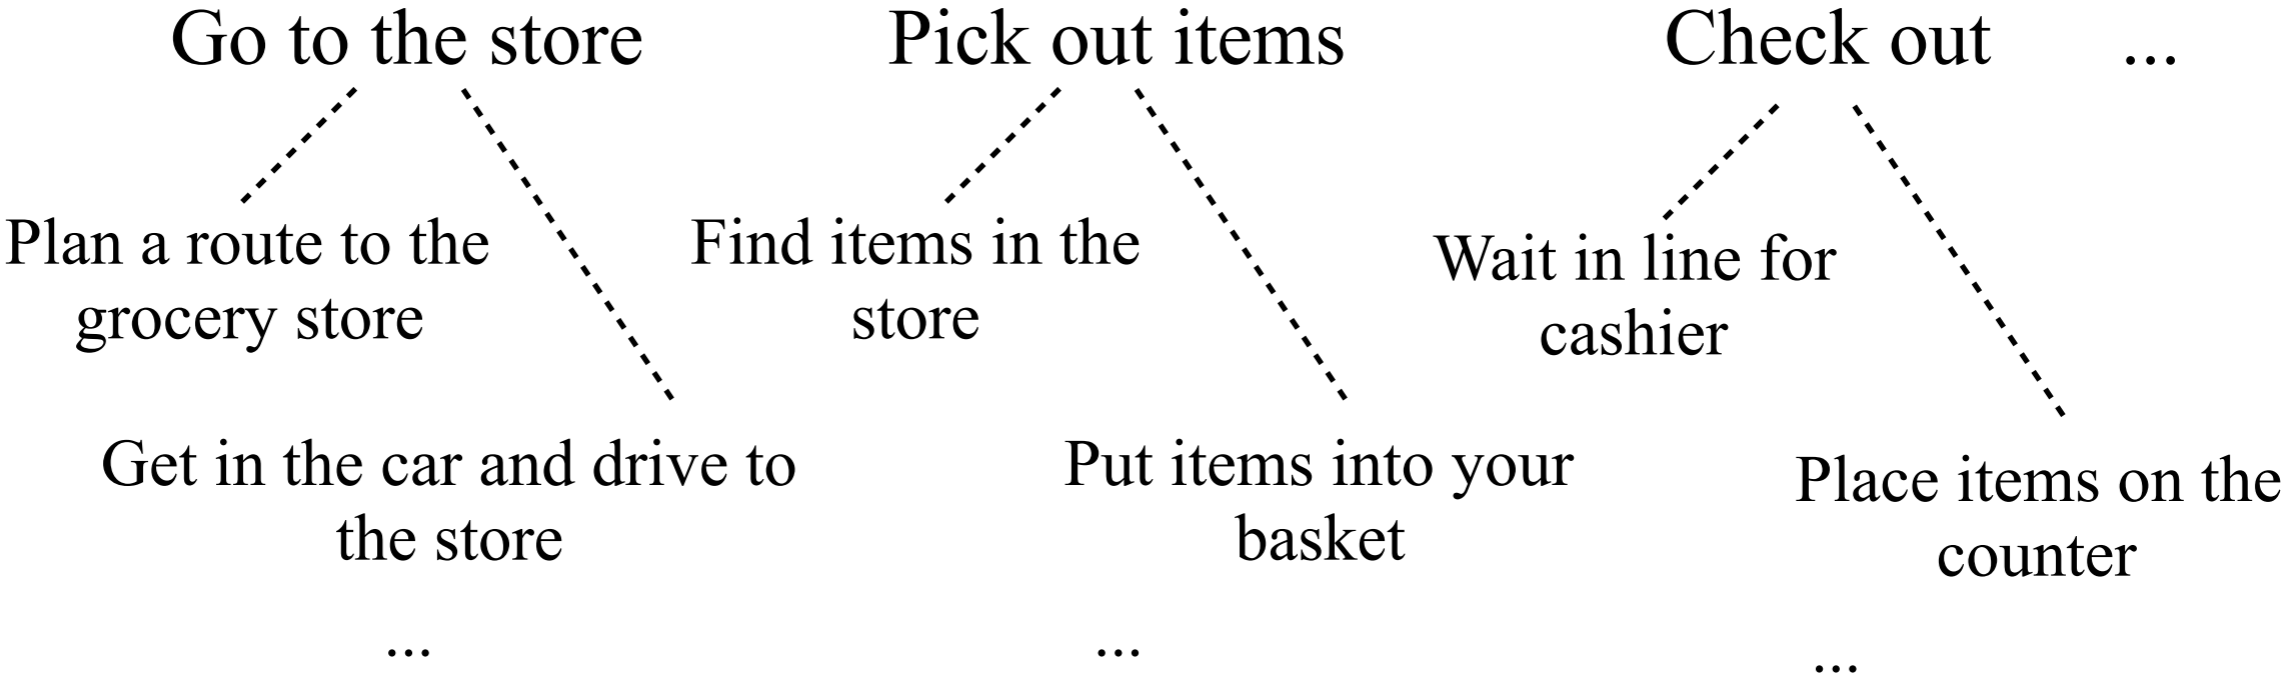 Go to the store
Pick out items
Check out
...
Plan a route to the
grocery store
Find items in the
store
Wait in line for
cashier
Get in the car and drive to
the store
Put items into your
basket
Place items on the
counter
...
...
...